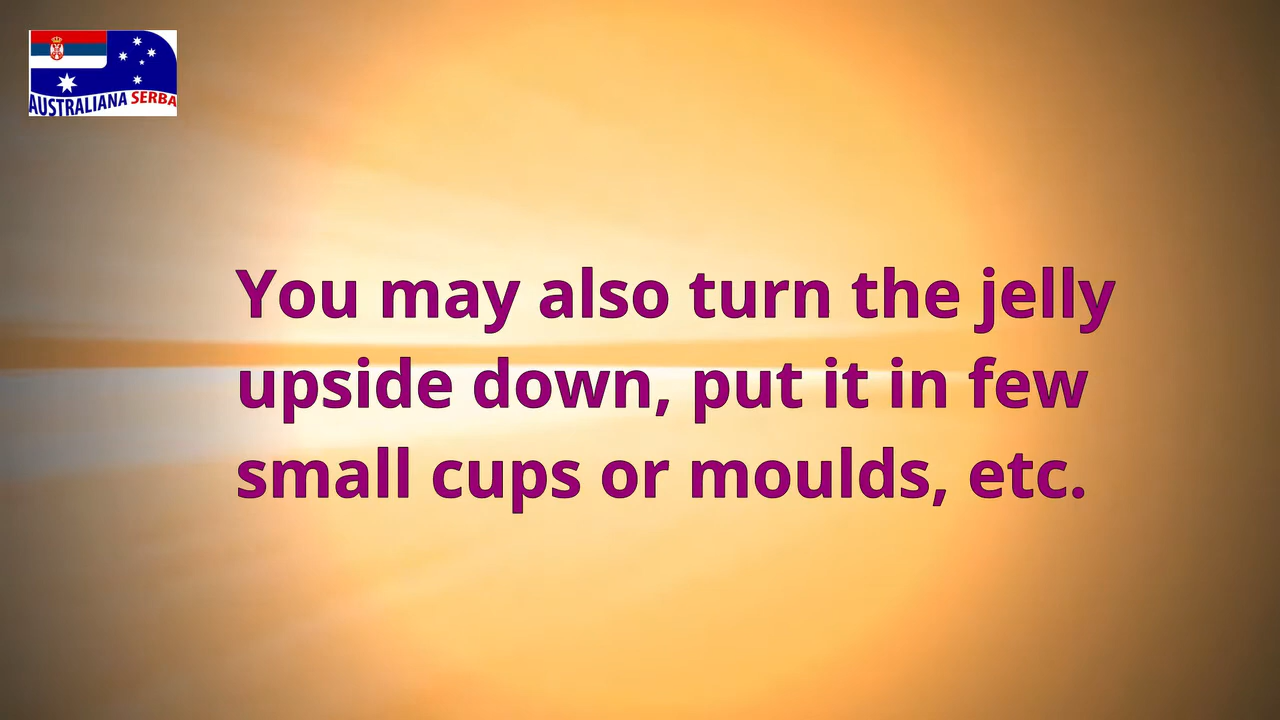 AUSTRALIANA SERBA
You may also turn the jelly
upside down, put it in few
small cups or moulds, etc.